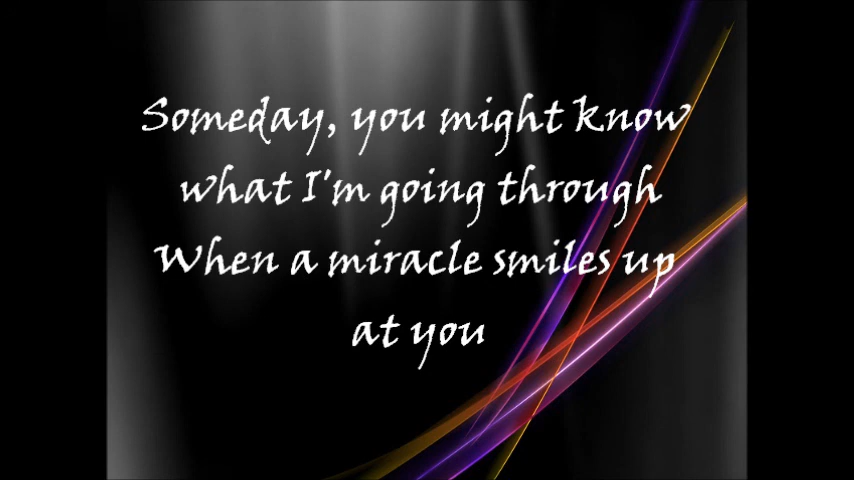 Someday, you might know
what I'm going through
When a miracle smiles up
at you